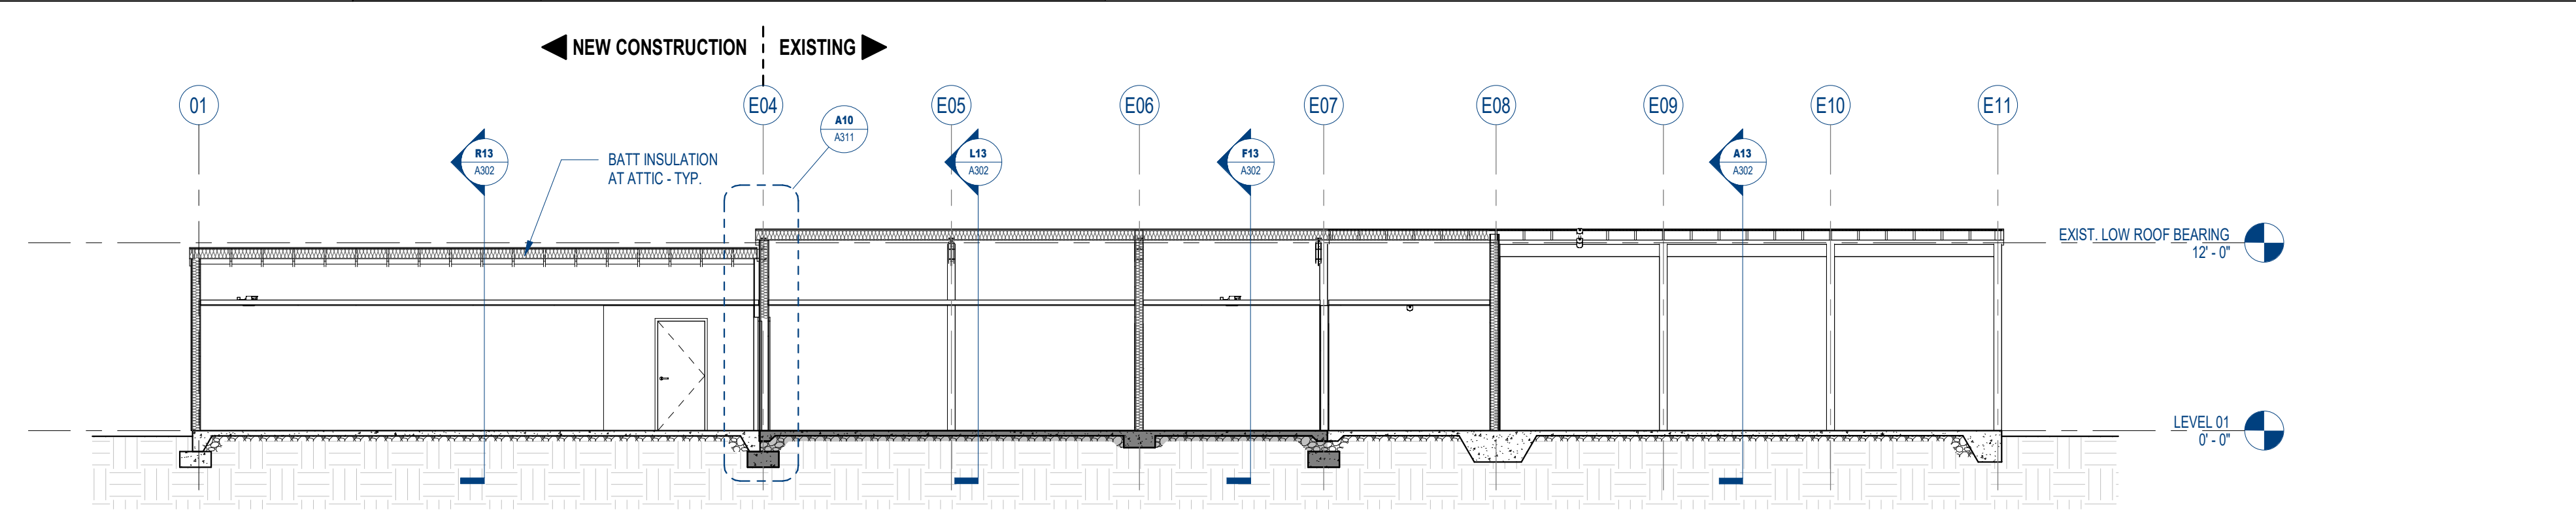 NEW CONSTRUCTION EXISTING
01 E04 E05 E06 E07 E08 E09 E10 E11
A10
A311
R13
A302
BATT INSULATION
AT ATTIC - TYP.
L13
A302
F13
A302
A13
A302
EXIST. LOW ROOF BEARING
12' - 0"
LEVEL 01
0' - 0"